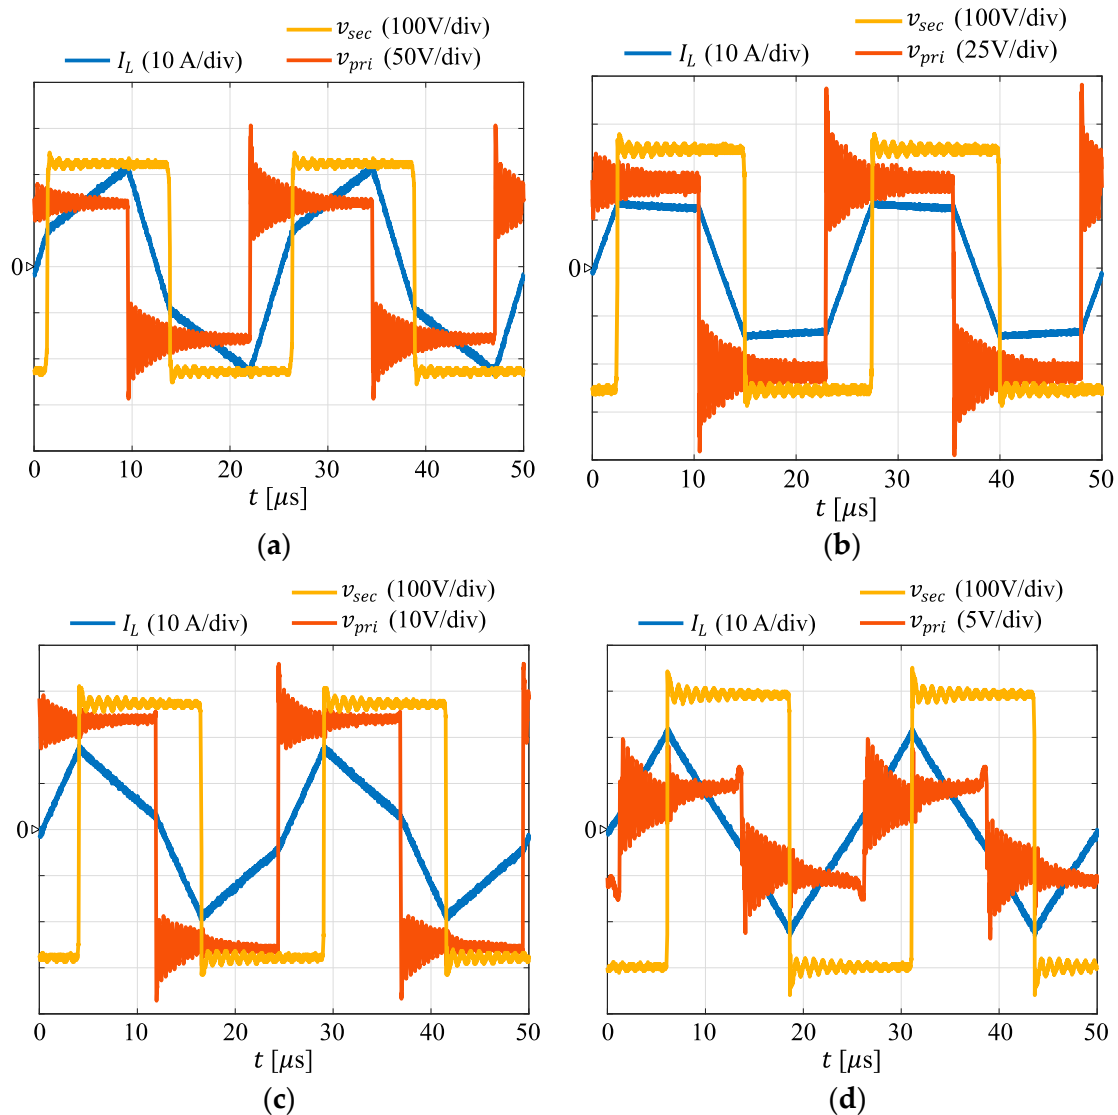 v_sec (100V/div)
I_L (10 A/div) v_pri (50V/div)
0
0 10 20 30 40 50
t [μs]
(a)
v_sec (100V/div)
I_L (10 A/div) v_pri (25V/div)
0
0 10 20 30 40 50
t [μs]
(b)
v_sec (100V/div)
I_L (10 A/div) v_pri (10V/div)
0
0 10 20 30 40 50
t [μs]
(c)
v_sec (100V/div)
I_L (10 A/div) v_pri (5V/div)
0
0 10 20 30 40 50
t [μs]
(d)